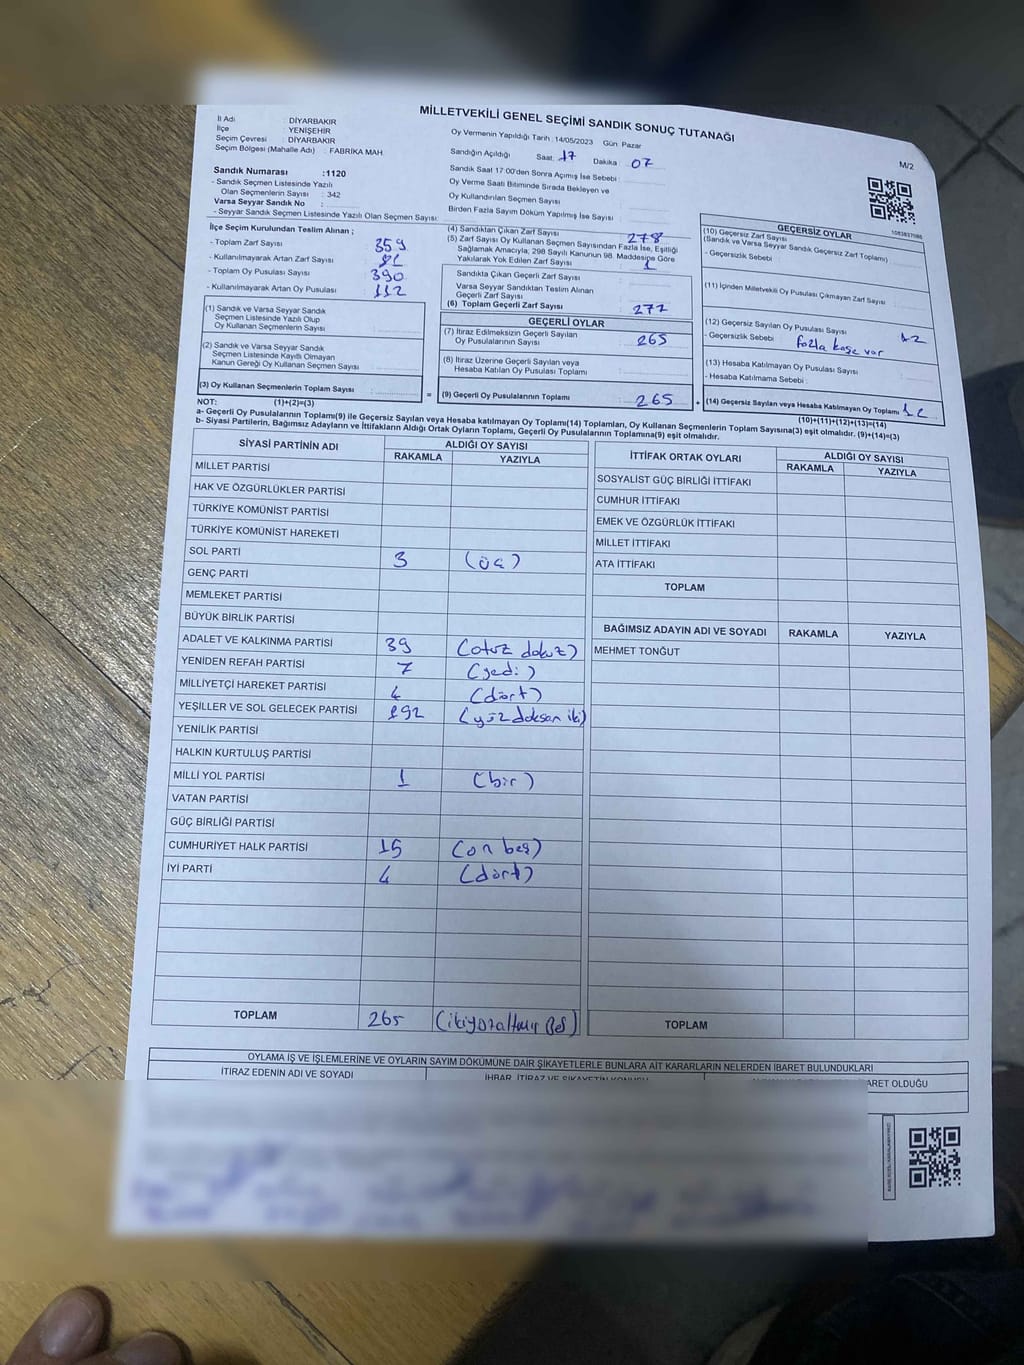 MİLLETVEKİLİ GENEL SEÇİMİ SANDIK SONUÇ TUTANAĞI
M/2
İl Adı : DİYARBAKIR
İlçe : YENİŞEHİR
Seçim Çevresi : DİYARBAKIR
Seçim Bölgesi (Mahalle Adı) : FABRİKA MAH.
Sandık Numarası :1120
- Sandık Seçmen Listesinde Yazılı
Olan Seçmenlerin Sayısı : 342
Varsa Seyyar Sandık No :
- Seyyar Sandık Seçmen Listesinde Yazılı Olan Seçmen Sayısı:
Oy Vermenin Yapıldığı Tarih :14/05/2023 Gün Pazar
Sandığın Açıldığı Saat: 17 Dakika : 07
Sandık Saat 17:00'den Sonra Açılmış İse Sebebi :
Oy Verme Saati Bitiminde Sırada Bekleyen ve
Oy Kullandırılan Seçmen Sayısı :
Birden Fazla Sayım Döküm Yapılmış İse Sayısı :
İlçe Seçim Kurulundan Teslim Alınan ;
- Toplam Zarf Sayısı : 359
- Kullanılmayarak Artan Zarf Sayısı :
- Toplam Oy Pusulası Sayısı : 390
- Kullanılmayarak Artan Oy Pusulası : 112
(1) Sandık ve Varsa Seyyar Sandık
Seçmen Listesinde Yazılı Olup
Oy Kullanan Seçmenlerin Sayısı :
(2) Sandık ve Varsa Seyyar Sandık
Seçmen Listesinde Kayıtlı Olmayan
Kanun Gereği Oy Kullanan Seçmen Sayısı :
(3) Oy Kullanan Seçmenlerin Toplam Sayısı :
(4) Sandıktan Çıkan Zarf Sayısı : 278
(5) Zarf Sayısı Oy Kullanan Seçmen Sayısından Fazla İse, Eşitliği
Sağlamak Amacıyla; 298 Sayılı Kanunun 98. Maddesine Göre
Yakılarak Yok Edilen Zarf Sayısı : 1
Sandıkta Çıkan Geçerli Zarf Sayısı :
Varsa Seyyar Sandıktan Teslim Alınan
Geçerli Zarf Sayısı :
(6) Toplam Geçerli Zarf Sayısı : 277
GEÇERLİ OYLAR
(7) İtiraz Edilmeksizin Geçerli Sayılan
Oy Pusulalarının Sayısı : 265
(8) İtiraz Üzerine Geçerli Sayılan veya
Hesaba Katılan Oy Pusulası Toplamı :
= (9) Geçerli Oy Pusulalarının Toplamı : 265
GEÇERSİZ OYLAR
(10) Geçersiz Zarf Sayısı
(Sandık ve Varsa Seyyar Sandık Geçersiz Zarf Toplamı) :
- Geçersizlik Sebebi :
(11) İçinden Milletvekili Oy Pusulası Çıkmayan Zarf Sayısı :
(12) Geçersiz Sayılan Oy Pusulası Sayısı : 12
- Geçersizlik Sebebi : fazla kaşe var
(13) Hesaba Katılmayan Oy Pusulası Sayısı :
- Hesaba Katılmama Sebebi :
+ (14) Geçersiz Sayılan veya Hesaba Katılmayan Oy Toplamı : 12
NOT: (1)+(2)=(3)
(10)+(11)+(12)+(13)=(14)
a- Geçerli Oy Pusulalarının Toplamı(9) ile Geçersiz Sayılan veya Hesaba katılmayan Oy Toplamı(14) Toplamları, Oy Kullanan Seçmenlerin Toplam Sayısına(3) eşit olmalıdır. (9)+(14)=(3)
b- Siyasi Partilerin, Bağımsız Adayların ve İttifakların Aldığı Ortak Oyların Toplamı, Geçerli Oy Pusulalarının Toplamına(9) eşit olmalıdır.
SİYASİ PARTİNİN ADI ALDIĞI OY SAYISI
RAKAMLA YAZIYLA
MİLLET PARTİSİ
HAK VE ÖZGÜRLÜKLER PARTİSİ
TÜRKİYE KOMÜNİST PARTİSİ
TÜRKİYE KOMÜNİST HAREKETİ
SOL PARTİ 3 (üç)
GENÇ PARTİ
MEMLEKET PARTİSİ
BÜYÜK BİRLİK PARTİSİ
ADALET VE KALKINMA PARTİSİ 39 (otuz dokuz)
YENİDEN REFAH PARTİSİ 7 (yedi)
MİLLİYETÇİ HAREKET PARTİSİ 4 (dört)
YEŞİLLER VE SOL GELECEK PARTİSİ 192 (yüz doksan iki)
YENİLİK PARTİSİ
HALKIN KURTULUŞ PARTİSİ
MİLLİ YOL PARTİSİ 1 (bir)
VATAN PARTİSİ
GÜÇ BİRLİĞİ PARTİSİ
CUMHURİYET HALK PARTİSİ 15 (on beş)
İYİ PARTİ 4 (dört)
TOPLAM 265 (ikiyüzaltmış Beş)
İTTİFAK ORTAK OYLARI ALDIĞI OY SAYISI
RAKAMLA YAZIYLA
SOSYALİST GÜÇ BİRLİĞİ İTTİFAKI
CUMHUR İTTİFAKI
EMEK VE ÖZGÜRLÜK İTTİFAKI
MİLLET İTTİFAKI
ATA İTTİFAKI
TOPLAM
BAĞIMSIZ ADAYIN ADI VE SOYADI RAKAMLA YAZIYLA
MEHMET TONĞUT
TOPLAM
OYLAMA İŞ VE İŞLEMLERİNE VE OYLARIN SAYIM DÖKÜMÜNE DAİR ŞİKAYETLERLE BUNLARA AİT KARARLARIN NELERDEN İBARET BULUNDUKLARI
İTİRAZ EDENİN ADI VE SOYADI İHBAR, İTİRAZ VE ŞİKAYETİN KONUSU İBARET OLDUĞU